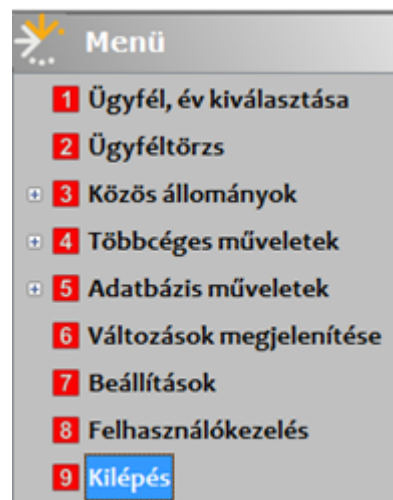 Menü
1 Ügyfél, év kiválasztása
2 Ügyféltörzs
3 Közös állományok
4 Többcéges műveletek
5 Adatbázis műveletek
6 Változások megjelenítése
7 Beállítások
8 Felhasználókezelés
9 Kilépés